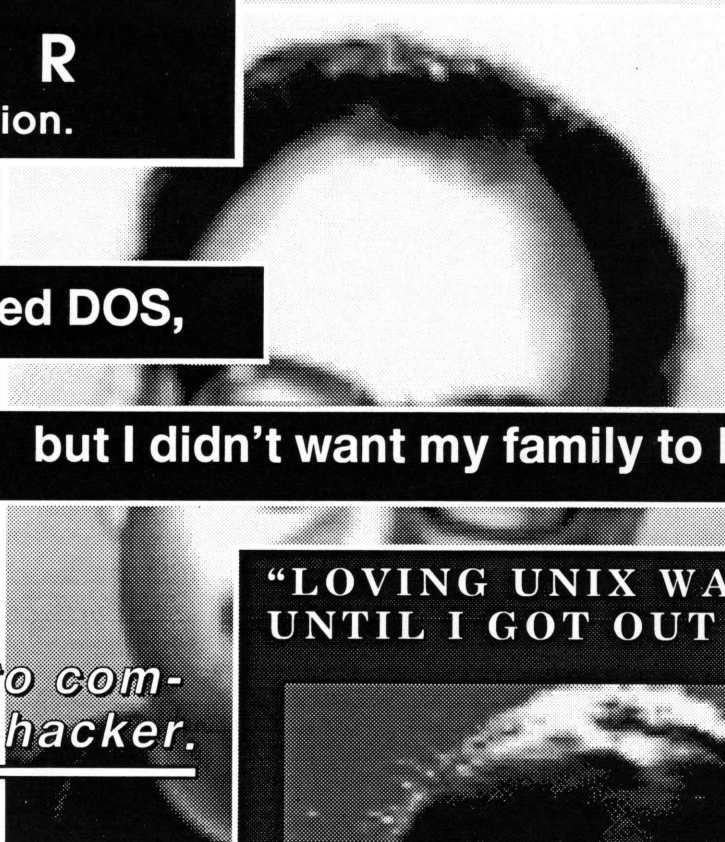 R
ion.
ed DOS,
but I didn’t want my family to
“LOVING UNIX WA
UNTIL I GOT OUT
o com-
hacker.